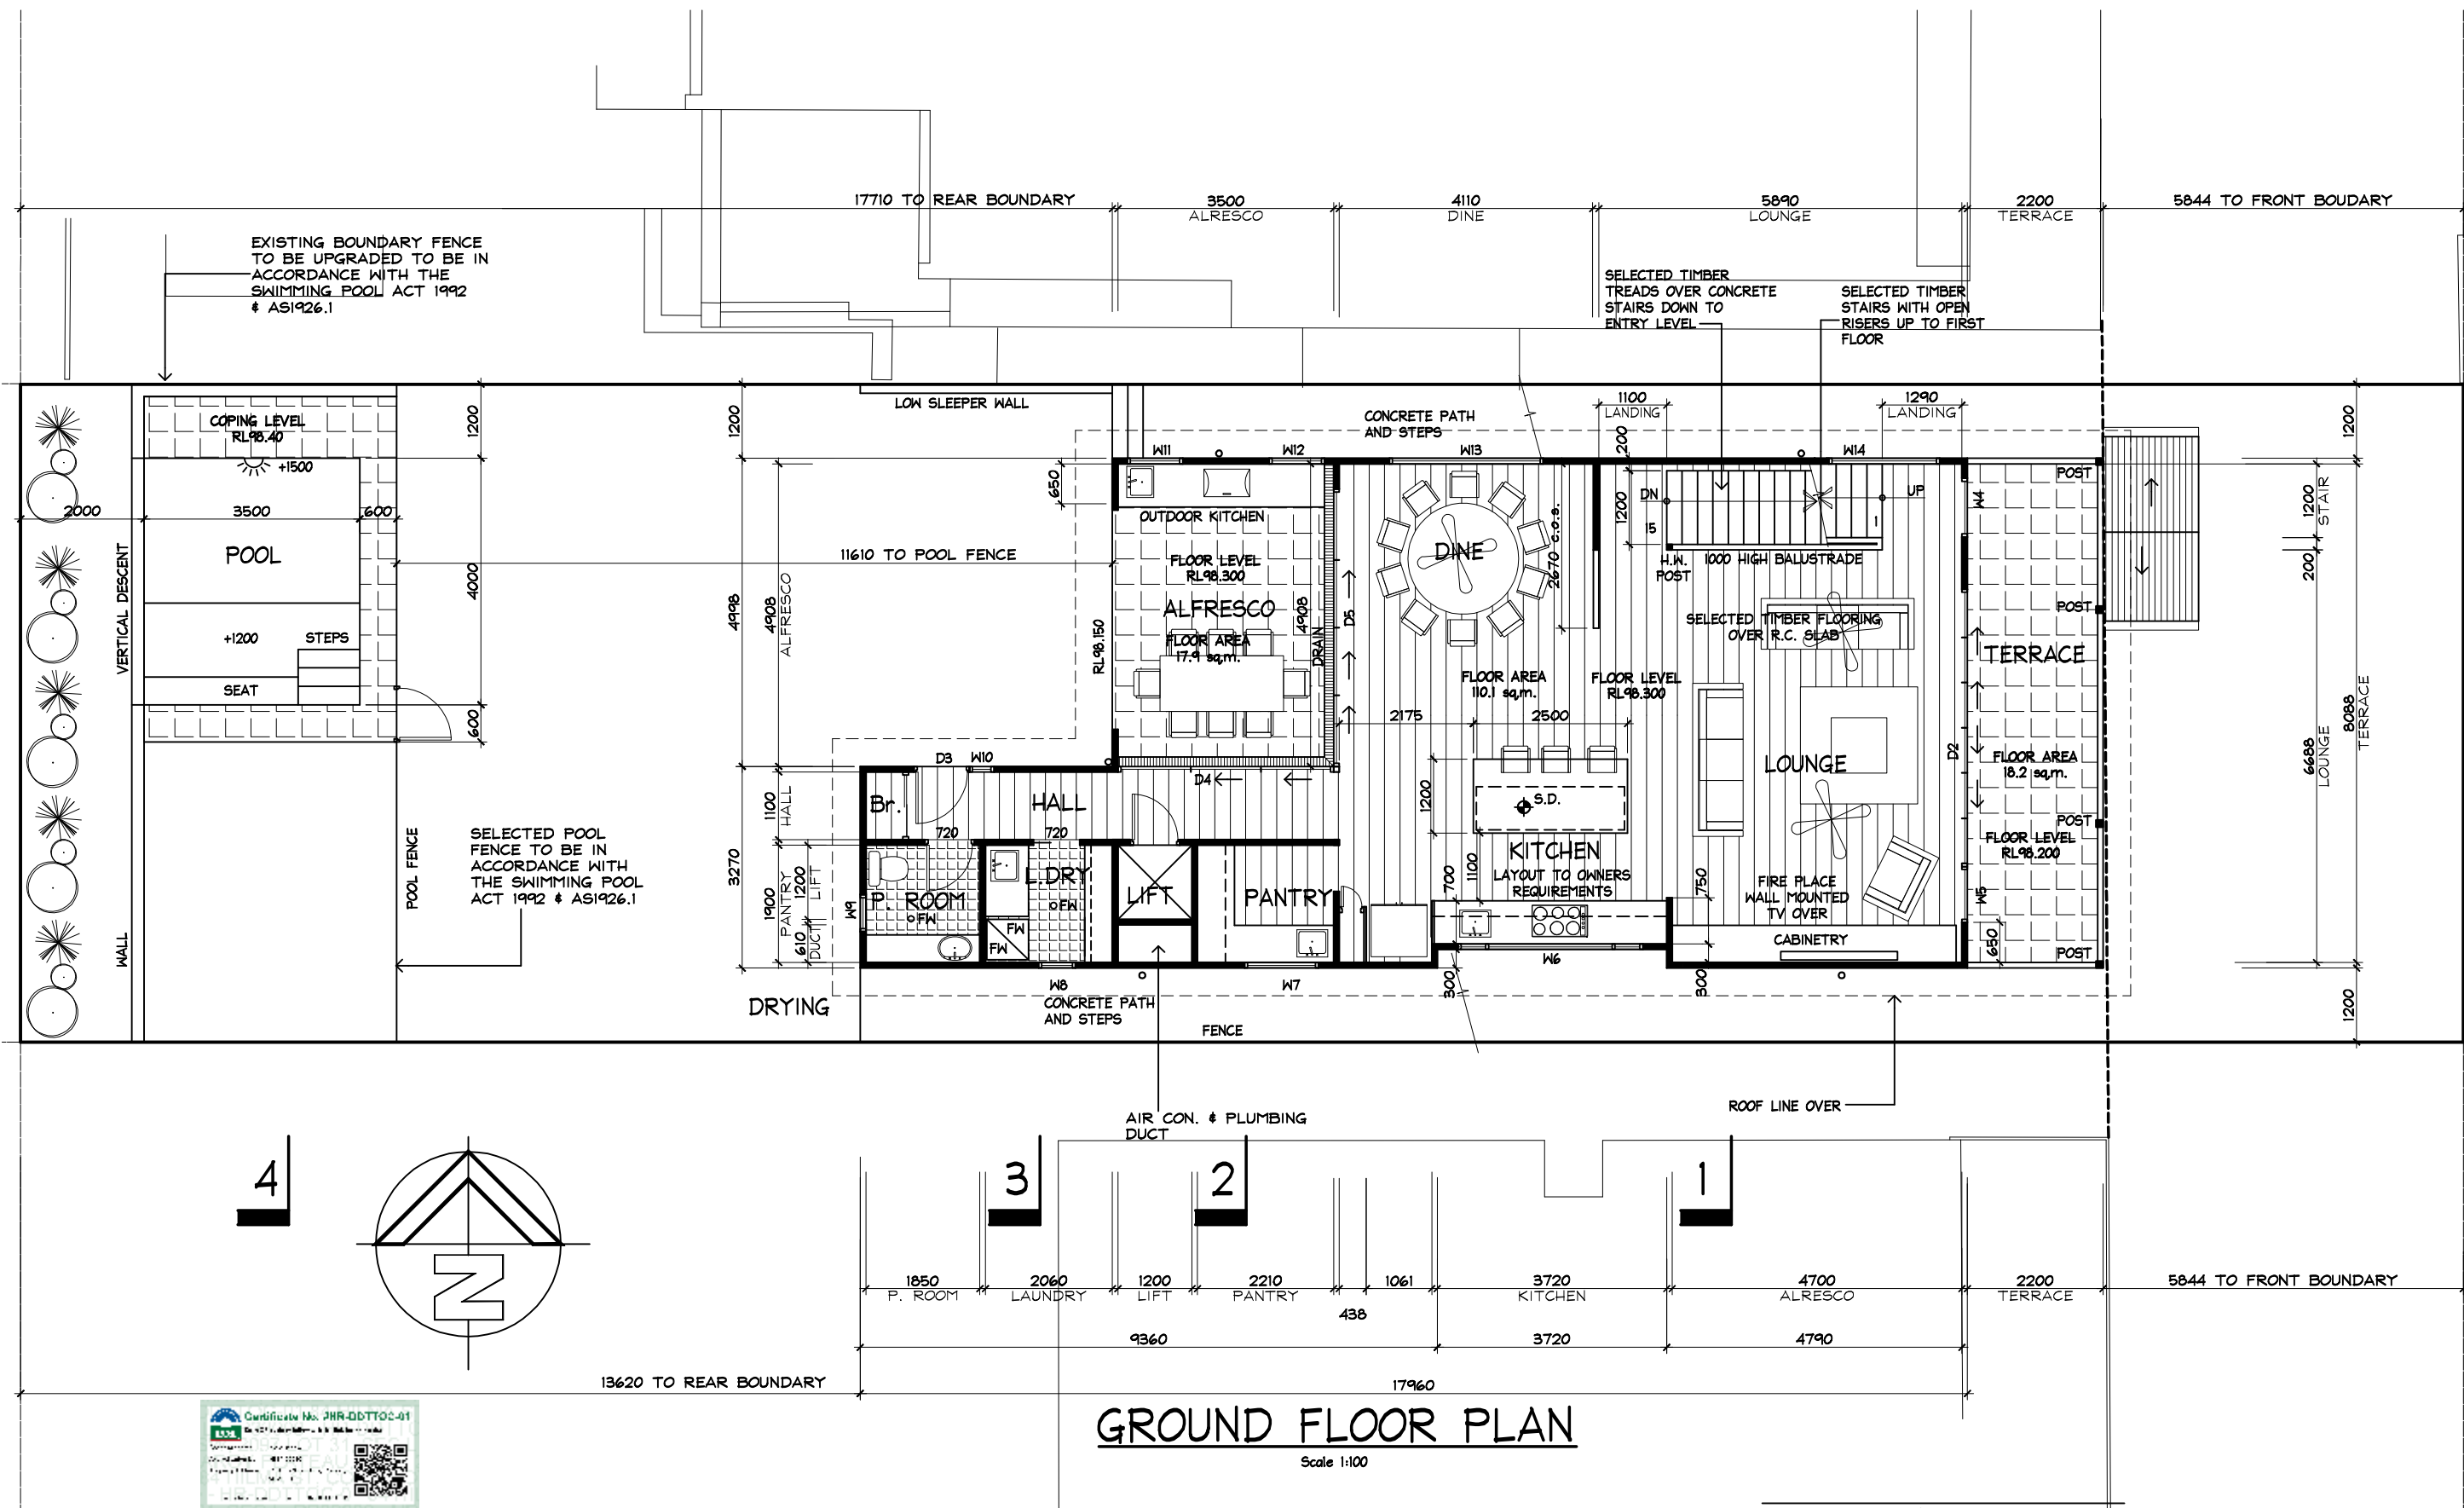 17710 TO REAR BOUNDARY
3500
ALRESCO
4110
DINE
5890
LOUNGE
2200
TERRACE
5844 TO FRONT BOUDARY
EXISTING BOUNDARY FENCE
TO BE UPGRADED TO BE IN
ACCORDANCE WITH THE
SWIMMING POOL ACT 1992
& AS1926.1
SELECTED TIMBER
TREADS OVER CONCRETE
STAIRS DOWN TO
ENTRY LEVEL
SELECTED TIMBER
STAIRS WITH OPEN
RISERS UP TO FIRST
FLOOR
LOW SLEEPER WALL
CONCRETE PATH
AND STEPS
1100
LANDING
1290
LANDING
1200
1200
200
1200
COPING LEVEL
RL98.40
+1500
W11
W12
W13
W14
POST
650
DN
UP
15
1
1200
W4
1200
STAIR
200
2000
3500
600
OUTDOOR KITCHEN
2670 c.o.s.
POOL
11610 TO POOL FENCE
DINE
H.W.
POST
1000 HIGH BALUSTRADE
VERTICAL DESCENT
4000
4998
4908
ALFRESCO
FLOOR LEVEL
RL98.300
ALFRESCO
4908
D5
POST
SELECTED TIMBER FLOORING
OVER R.C. SLAB
+1200
STEPS
RL98.150
FLOOR AREA
17.9 sq.m.
DRAIN
TERRACE
SEAT
FLOOR AREA
110.1 sq.m.
FLOOR LEVEL
RL98.300
8088
TERRACE
6688
LOUNGE
600
2175
2500
D3
W10
D4
LOUNGE
D2
FLOOR AREA
18.2 sq.m.
Br.
HALL
1100
HALL
1200
S.D.
POST
720
720
SELECTED POOL
FENCE TO BE IN
ACCORDANCE WITH
THE SWIMMING POOL
ACT 1992 & AS1926.1
POOL FENCE
3270
1900
PANTRY
1200
LIFT
610
DUCT
W9
P. ROOM
FW
L'DRY
FW
FW
FW
LIFT
PANTRY
KITCHEN
LAYOUT TO OWNERS
REQUIREMENTS
1100
700
750
FIRE PLACE
WALL MOUNTED
TV OVER
FLOOR LEVEL
RL98.200
W5
650
CABINETRY
POST
WALL
W8
W7
W6
300
300
1200
DRYING
CONCRETE PATH
AND STEPS
FENCE
AIR CON. & PLUMBING
DUCT
ROOF LINE OVER
4
3
2
1
N
1850
P. ROOM
2060
LAUNDRY
1200
LIFT
2210
PANTRY
438
1061
3720
KITCHEN
4700
ALRESCO
2200
TERRACE
5844 TO FRONT BOUNDARY
9360
3720
4790
13620 TO REAR BOUNDARY
17960
GROUND FLOOR PLAN
Scale 1:100
Certificate No. JHR-DDTTOC-01